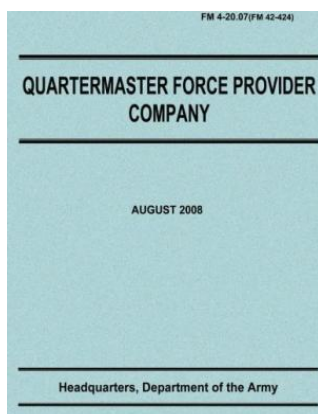 FM 4-20.07(FM 42-424)
QUARTERMASTER FORCE PROVIDER
COMPANY
AUGUST 2008
Headquarters, Department of the Army